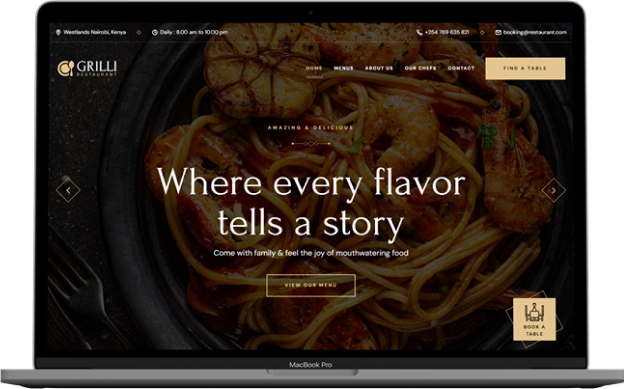 Westlands Nairobi, Kenya
Daily : 8.00 am to 10.00 pm
+254 769 635 821
booking@restaurant.com
GRILLI
RESTAURANT
HOME
MENUS
ABOUT US
OUR CHEFS
CONTACT
FIND A TABLE
AMAZING & DELICIOUS
Where every flavor
tells a story
Come with family & feel the joy of mouthwatering food
VIEW OUR MENU
BOOK A
TABLE
MacBook Pro